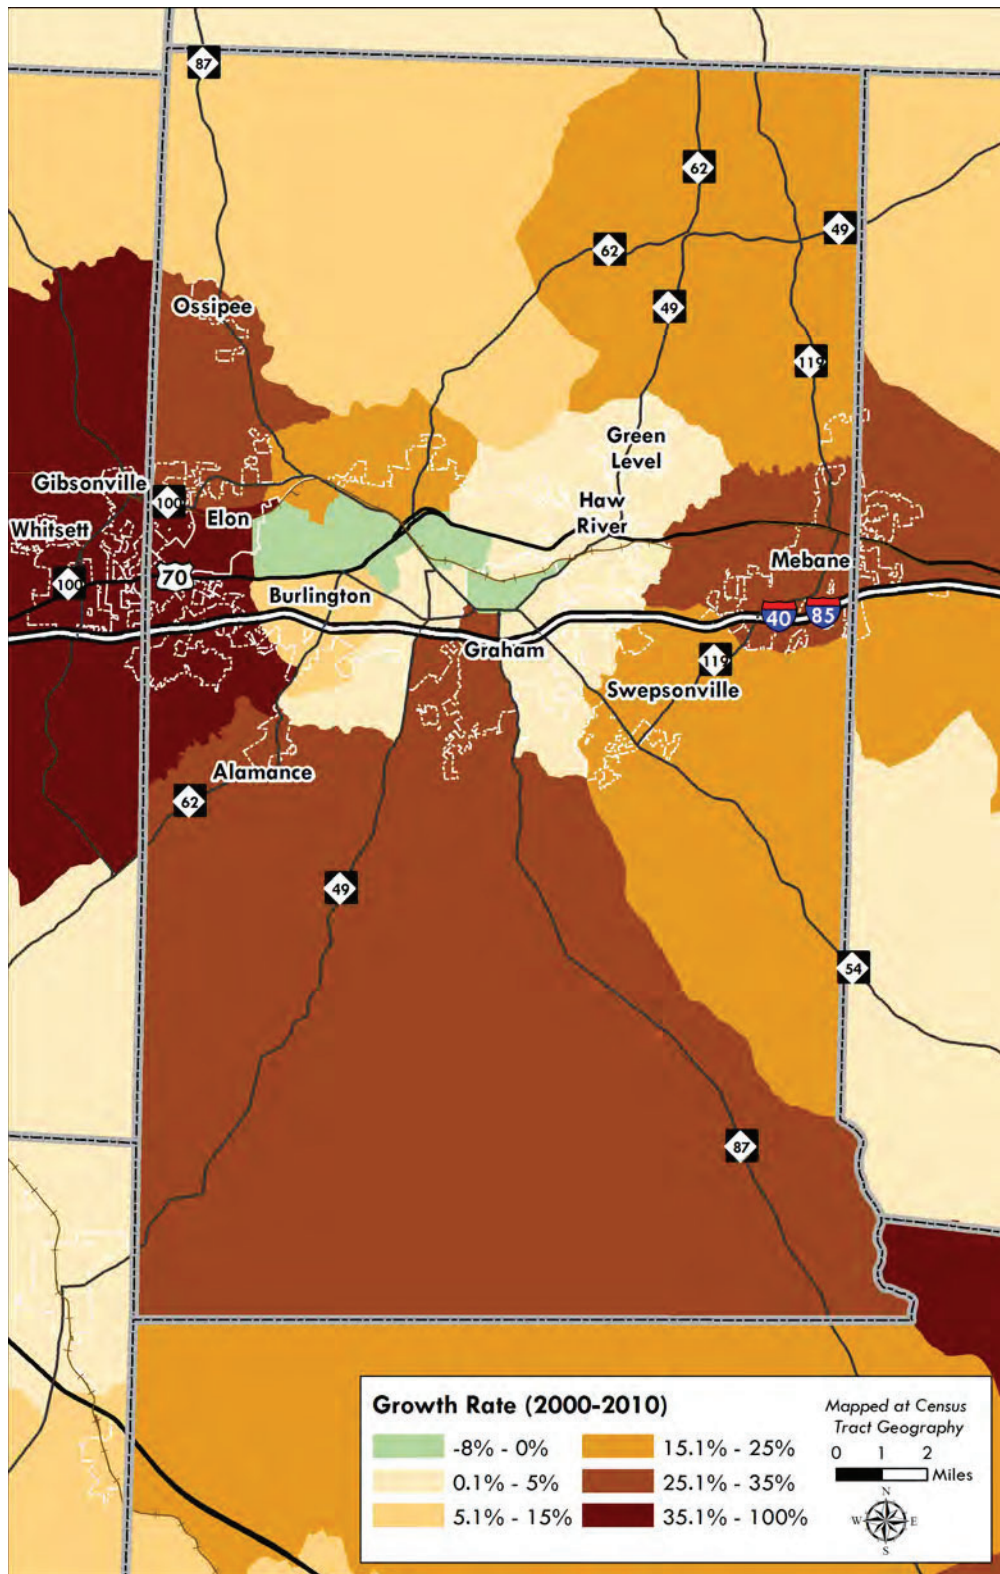 87
62
49
62
49
119
Ossipee
Green
Level
Gibsonville
100
Haw
River
Elon
Whitsett
100
70
Mebane
Burlington
40
85
Graham
119
Swepsonville
Alamance
62
49
54
87
Growth Rate (2000-2010)
-8% - 0%
0.1% - 5%
5.1% - 15%
15.1% - 25%
25.1% - 35%
35.1% - 100%
Mapped at Census
Tract Geography
0 1 2
Miles
N
W E
S